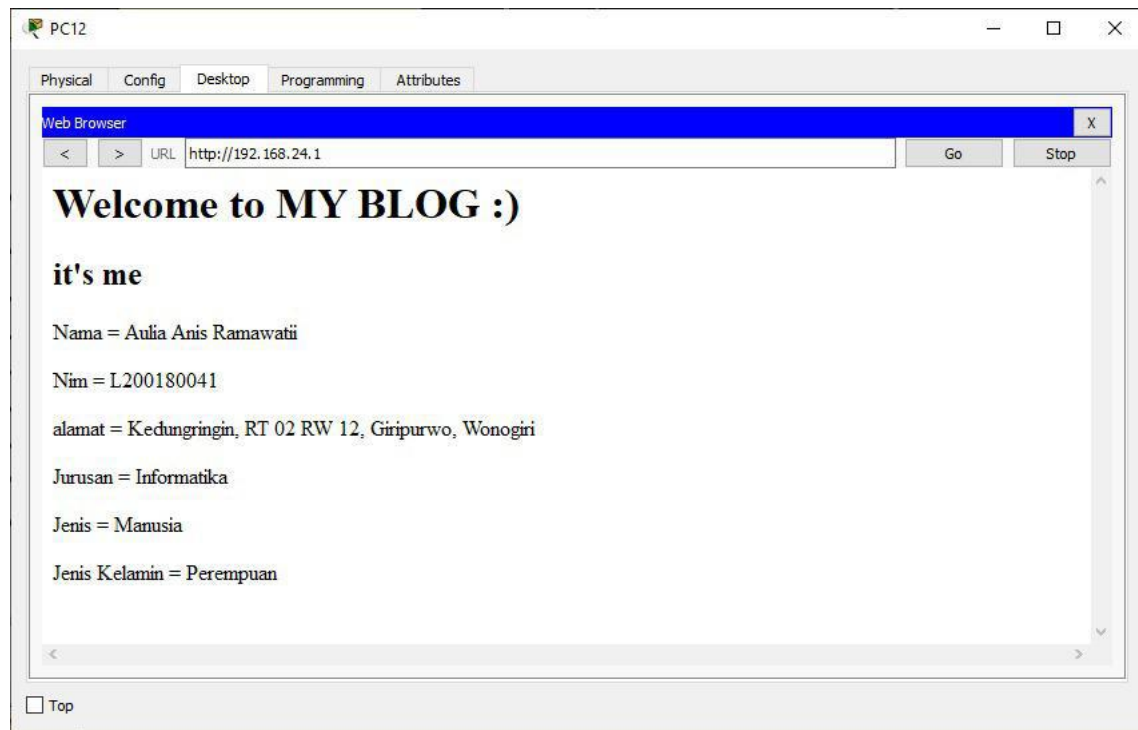 PC12
Physical Config Desktop Programming Attributes
Web Browser X
< > URL http://192.168.24.1 Go Stop
Welcome to MY BLOG :)
it's me
Nama = Aulia Anis Ramawatii
Nim = L200180041
alamat = Kedungringin, RT 02 RW 12, Giripurwo, Wonogiri
Jurusan = Informatika
Jenis = Manusia
Jenis Kelamin = Perempuan
Top